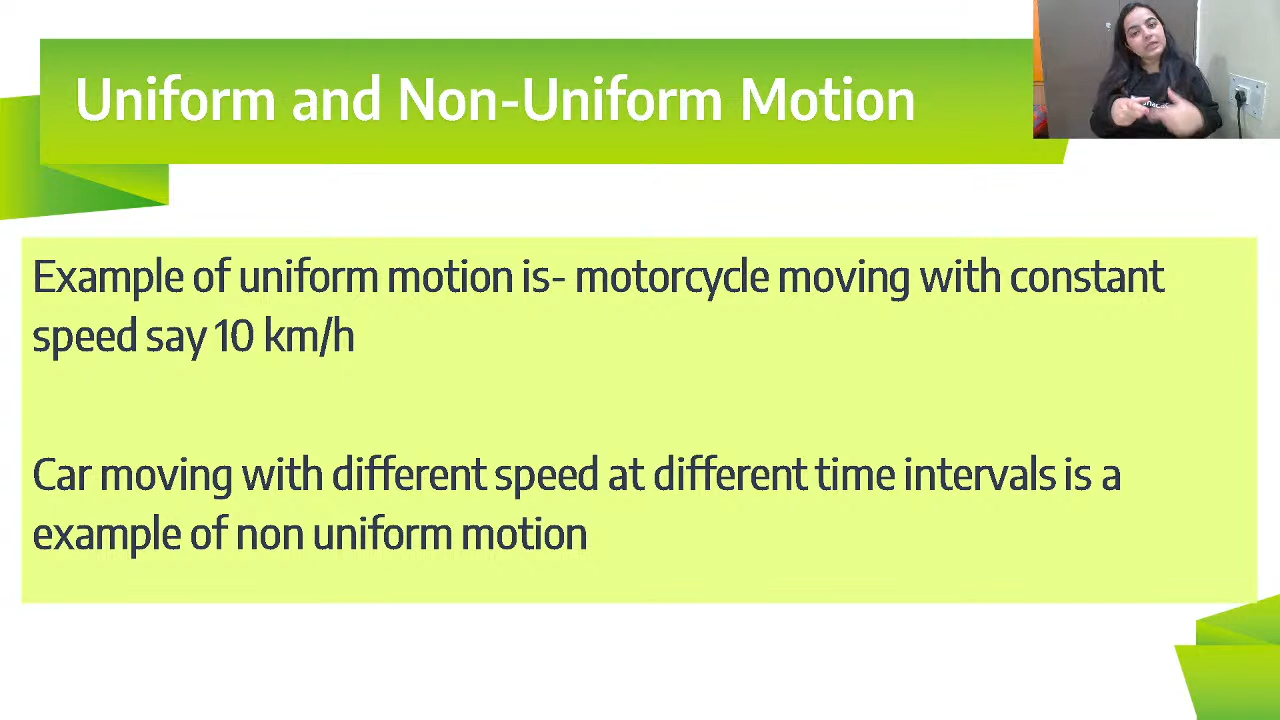 Uniform and Non-Uniform Motion
Example of uniform motion is- motorcycle moving with constant
speed say 10 km/h
Car moving with different speed at different time intervals is a
example of non uniform motion